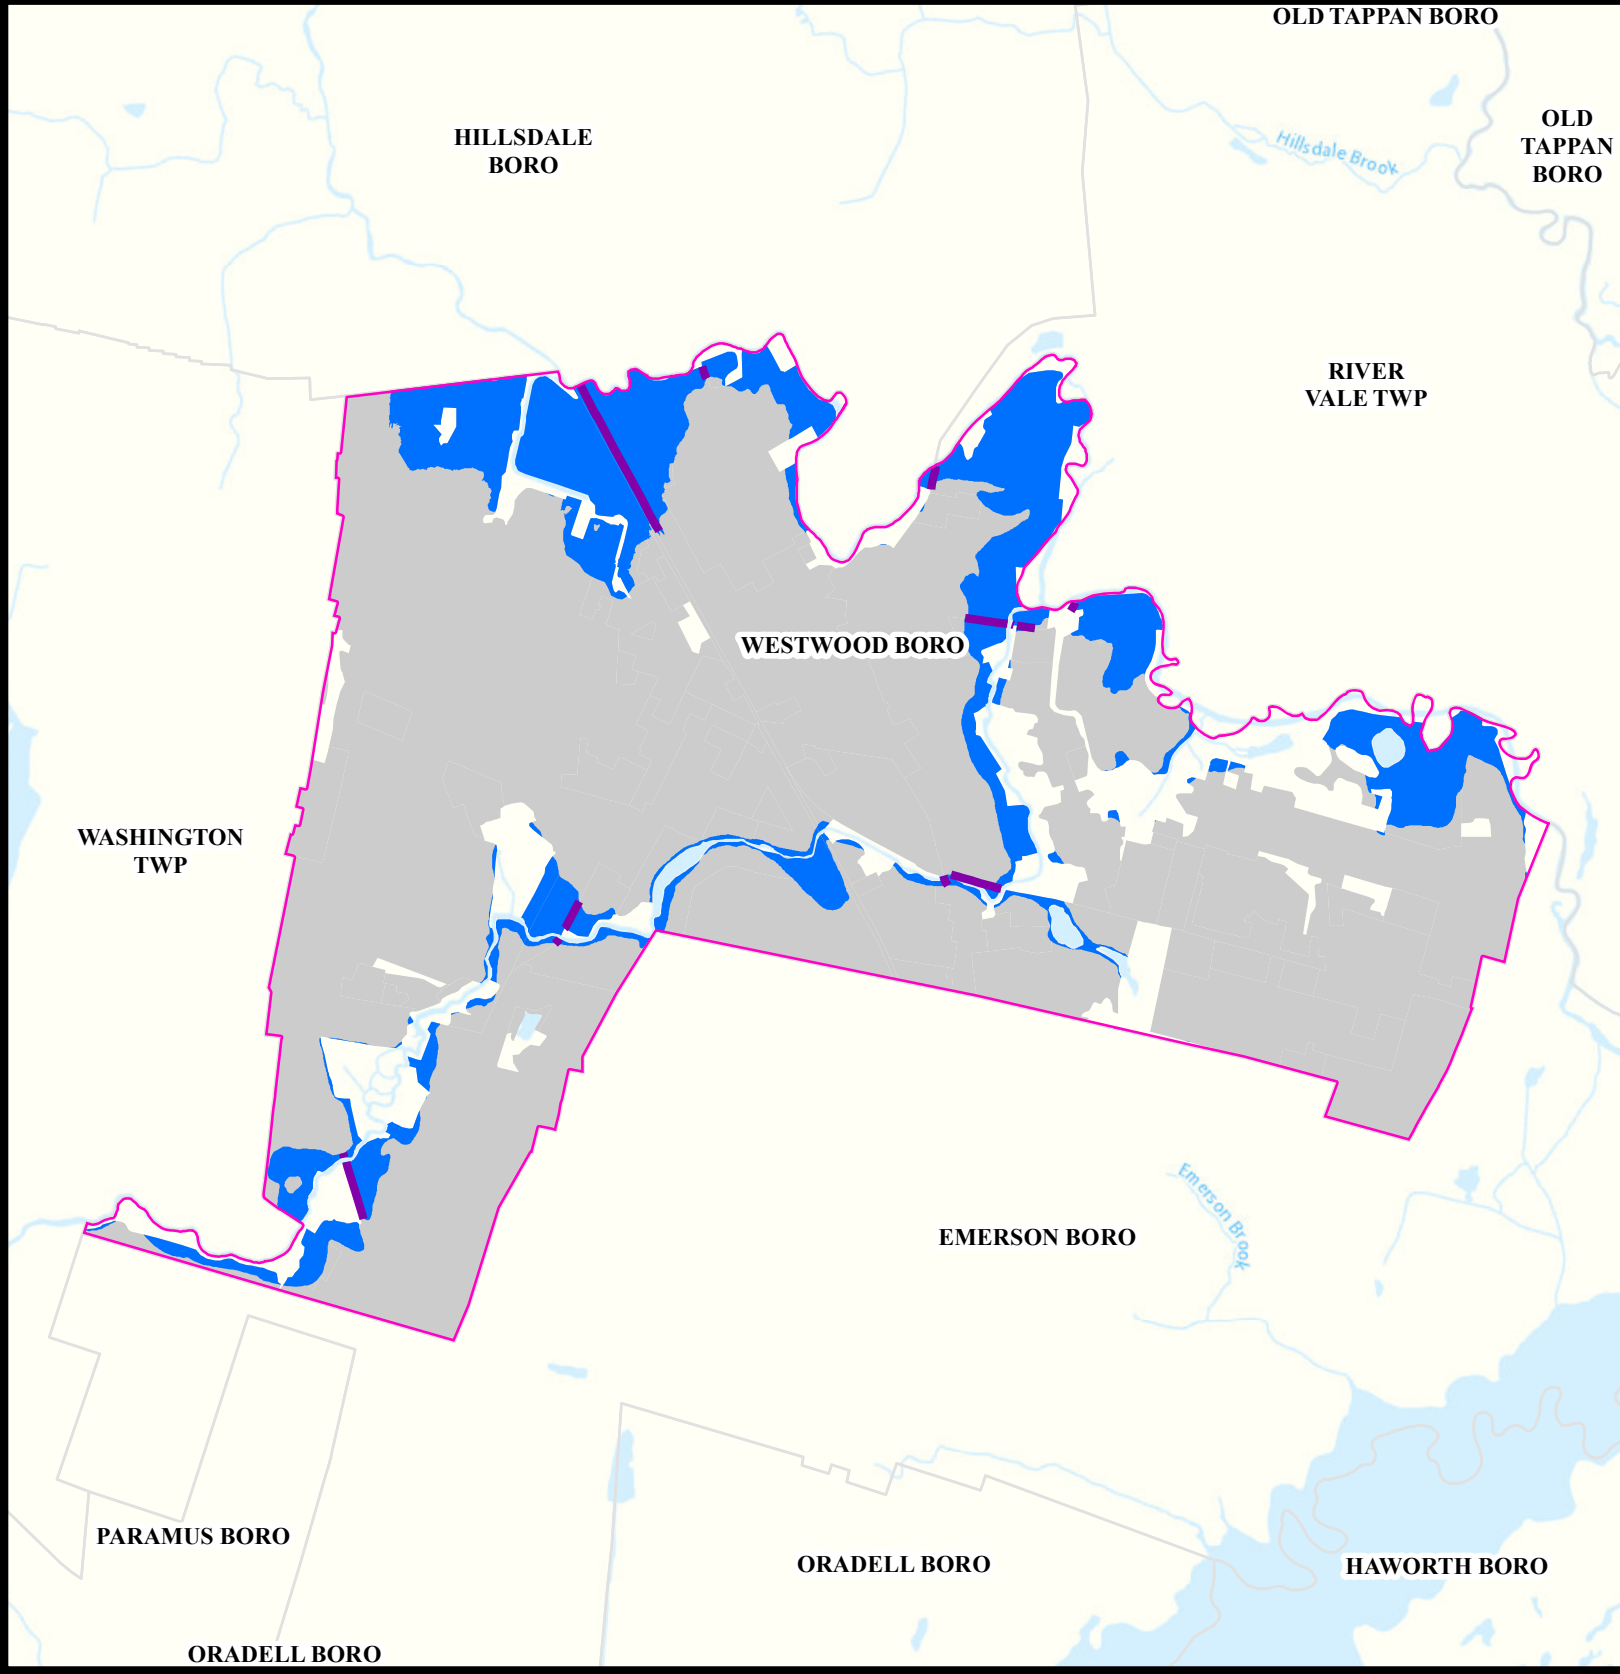 OLD TAPPAN BORO
HILLSDALE
BORO
OLD
TAPPAN
BORO
Hillsdale Brook
RIVER
VALE TWP
WESTWOOD BORO
WASHINGTON
TWP
Emerson Brook
EMERSON BORO
PARAMUS BORO
ORADELL BORO
HAWORTH BORO
ORADELL BORO